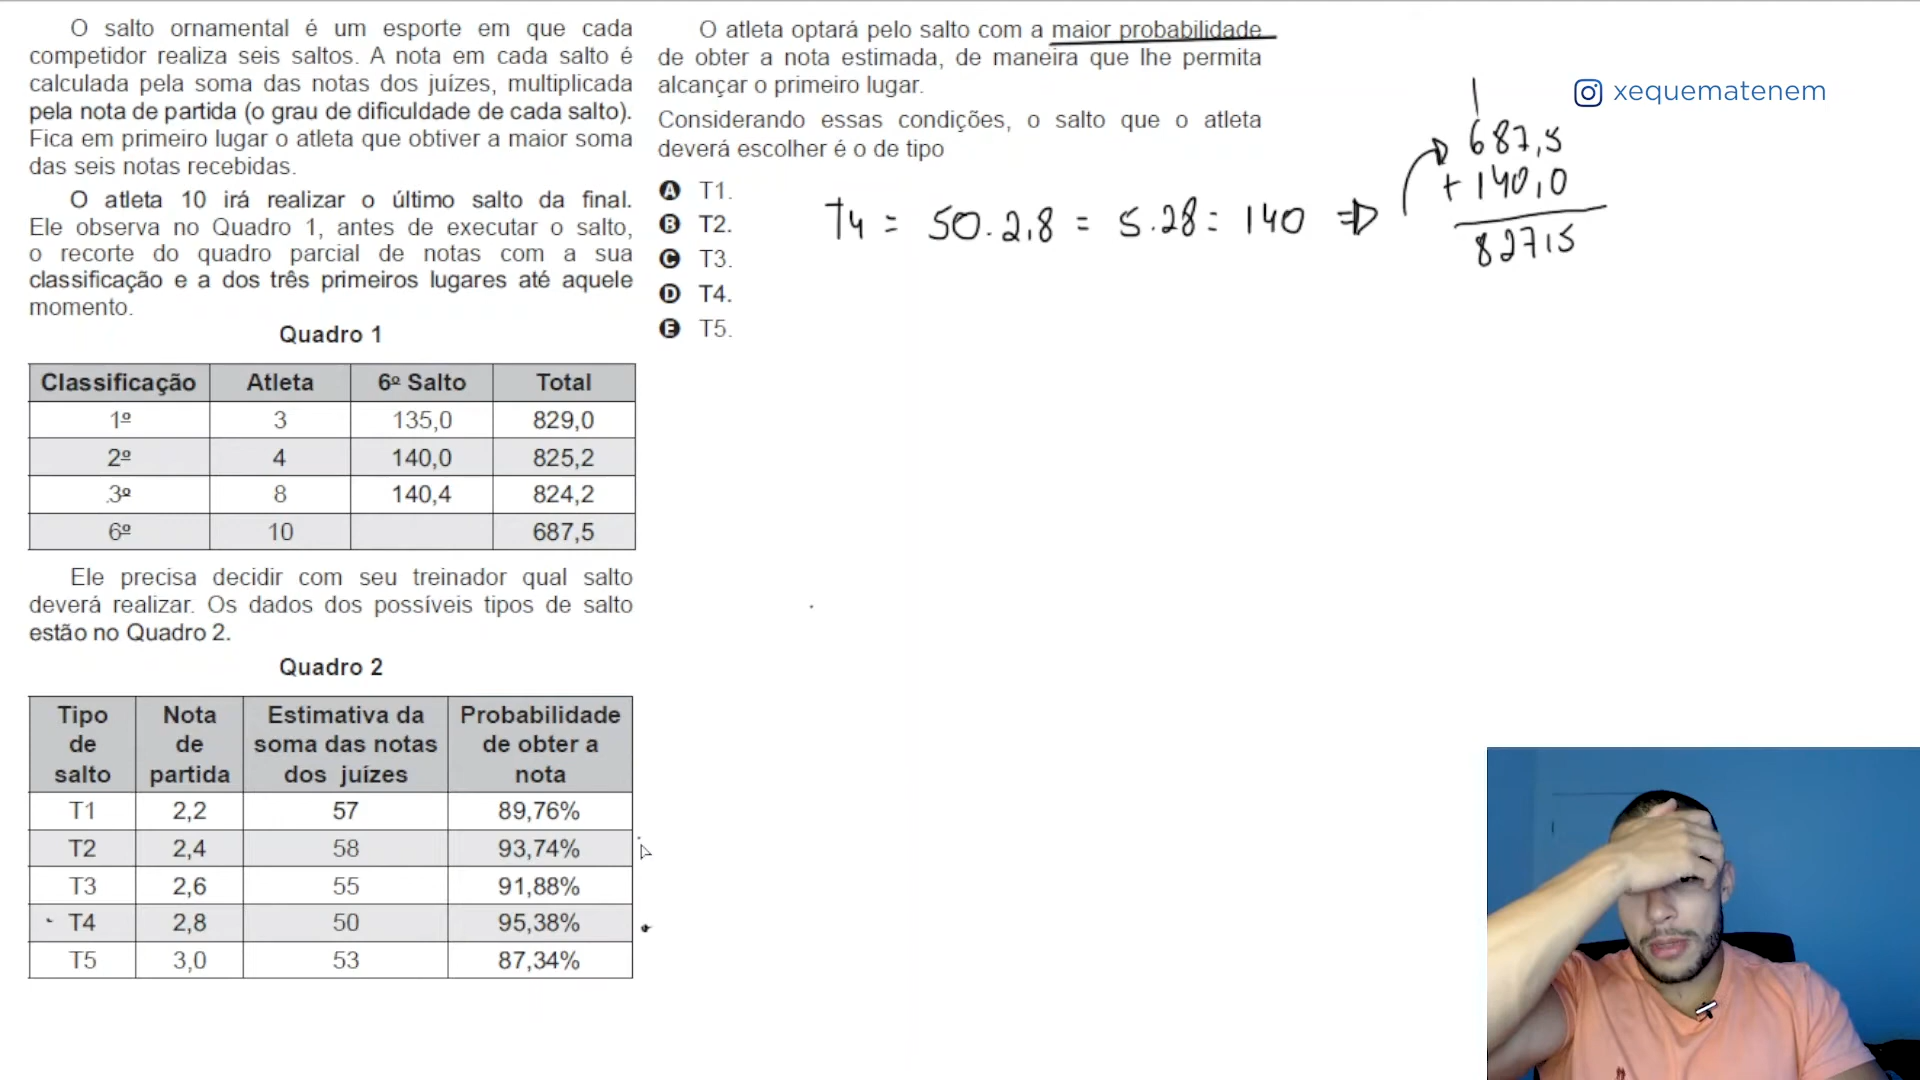 O salto ornamental é um esporte em que cada
competidor realiza seis saltos. A nota em cada salto é
calculada pela soma das notas dos juízes, multiplicada
pela nota de partida (o grau de dificuldade de cada salto).
Fica em primeiro lugar o atleta que obtiver a maior soma
das seis notas recebidas.
O atleta 10 irá realizar o último salto da final.
Ele observa no Quadro 1, antes de executar o salto,
o recorte do quadro parcial de notas com a sua
classificação e a dos três primeiros lugares até aquele
momento.
Quadro 1
Classificação Atleta 6º Salto Total
1º 3 135,0 829,0
2º 4 140,0 825,2
3º 8 140,4 824,2
6º 10 687,5
Ele precisa decidir com seu treinador qual salto
deverá realizar. Os dados dos possíveis tipos de salto
estão no Quadro 2.
Quadro 2
Tipo de salto Nota de partida Estimativa da soma das notas dos juízes Probabilidade de obter a nota
T1 2,2 57 89,76%
T2 2,4 58 93,74%
T3 2,6 55 91,88%
T4 2,8 50 95,38%
T5 3,0 53 87,34%
O atleta optará pelo salto com a maior probabilidade
de obter a nota estimada, de maneira que lhe permita
alcançar o primeiro lugar.
Considerando essas condições, o salto que o atleta
deverá escolher é o de tipo
A T1.
B T2.
C T3.
D T4.
E T5.
T4 = 50.2,8 = 5.28 = 140 ⇒
1
687,5
+ 140,0
827,5
xequematenem